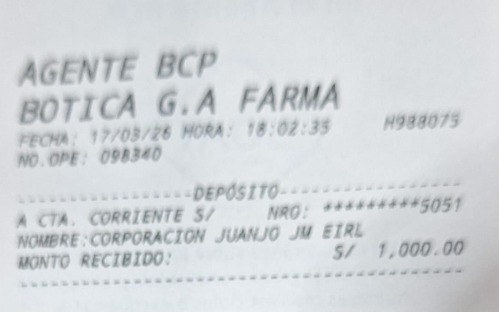 AGENTE BCP
BOTICA G.A FARMA
FECHA: 17/03/26 HORA: 18:02:35 H988075
NO.OPE: 098340
-----------------DEPÓSITO-----------------
A CTA. CORRIENTE S/ NRO: *********5051
NOMBRE:CORPORACION JUANJO JM EIRL
MONTO RECIBIDO: S/ 1,000.00
------------------------------------------